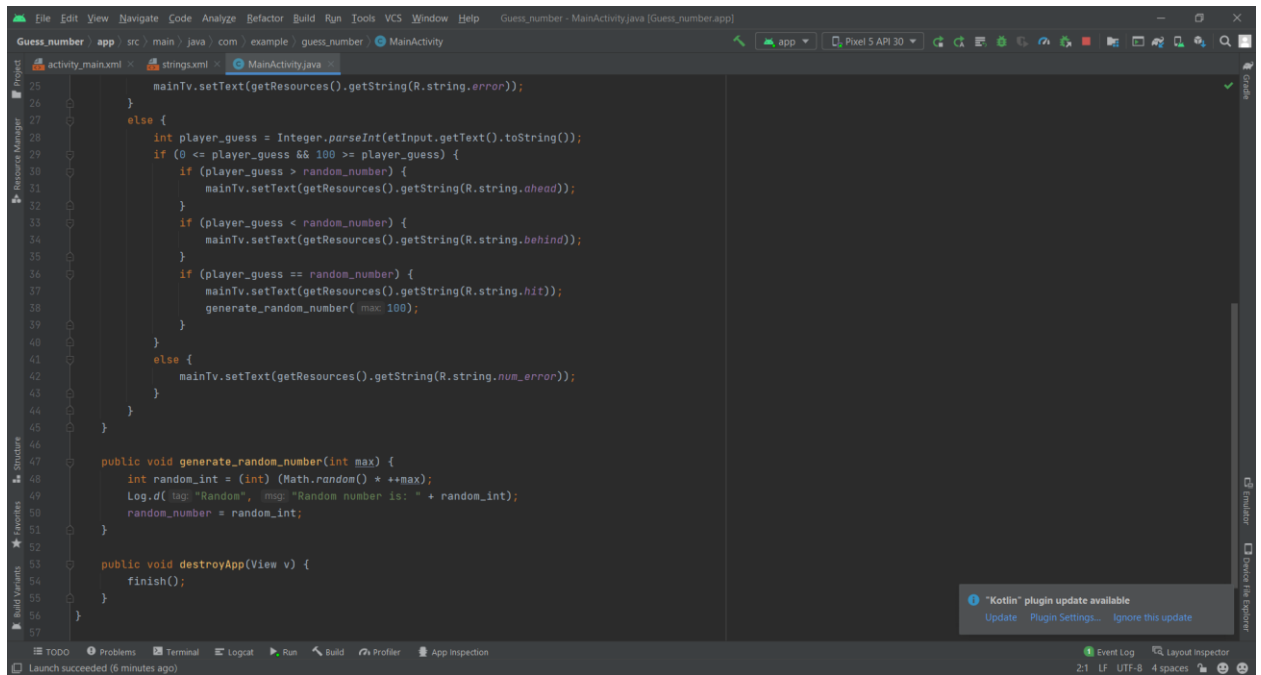 File Edit View Navigate Code Analyze Refactor Build Run Tools VCS Window Help Guess_number - MainActivity.java [Guess_number.app]
Guess_number app src main java com example guess_number MainActivity app Pixel 5 API 30
activity_main.xml strings.xml MainActivity.java
Project
Resource Manager
Structure
Favorites
Build Variants
25 mainTv.setText(getResources().getString(R.string.error));
26 }
27 else {
28 int player_guess = Integer.parseInt(etInput.getText().toString());
29 if (0 <= player_guess && 100 >= player_guess) {
30 if (player_guess > random_number) {
31 mainTv.setText(getResources().getString(R.string.ahead));
32 }
33 if (player_guess < random_number) {
34 mainTv.setText(getResources().getString(R.string.behind));
35 }
36 if (player_guess == random_number) {
37 mainTv.setText(getResources().getString(R.string.hit));
38 generate_random_number( max: 100);
39 }
40 }
41 else {
42 mainTv.setText(getResources().getString(R.string.num_error));
43 }
44 }
45 }
46
47 public void generate_random_number(int max) {
48 int random_int = (int) (Math.random() * ++max);
49 Log.d( tag: "Random", msg: "Random number is: " + random_int);
50 random_number = random_int;
51 }
52
53 public void destroyApp(View v) {
54 finish();
55 }
56 }
57
Gradle
Emulator
Device File Explorer
"Kotlin" plugin update available
Update Plugin Settings... Ignore this update
TODO Problems Terminal Logcat Run Build Profiler App Inspection 1 Event Log Layout Inspector
Launch succeeded (6 minutes ago) 2:1 LF UTF-8 4 spaces